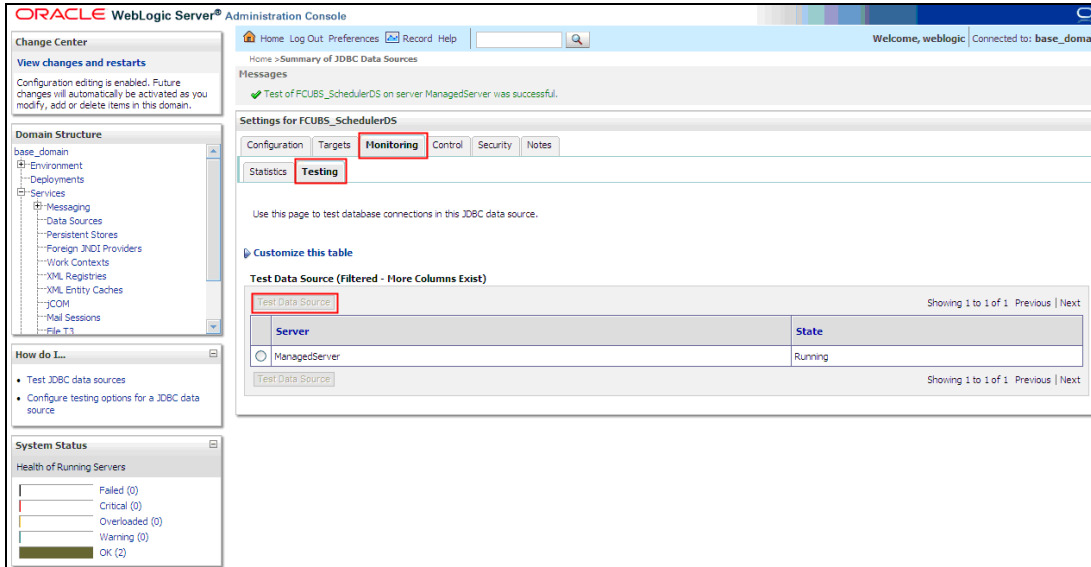 ORACLE WebLogic Server® Administration Console
Change Center
View changes and restarts
Configuration editing is enabled. Future
changes will automatically be activated as you
modify, add or delete items in this domain.
Domain Structure
base_domain
Environment
Deployments
Services
Messaging
Data Sources
Persistent Stores
Foreign JNDI Providers
Work Contexts
XML Registries
XML Entity Caches
jCOM
Mail Sessions
File T3
How do I...
Test JDBC data sources
Configure testing options for a JDBC data
source
System Status
Health of Running Servers
Failed (0)
Critical (0)
Overloaded (0)
Warning (0)
OK (2)
Home Log Out Preferences Record Help
Welcome, weblogic Connected to: base_doma
Home >Summary of JDBC Data Sources
Messages
Test of FCUBS_SchedulerDS on server ManagedServer was successful.
Settings for FCUBS_SchedulerDS
Configuration Targets Monitoring Control Security Notes
Statistics Testing
Use this page to test database connections in this JDBC data source.
Customize this table
Test Data Source (Filtered - More Columns Exist)
Test Data Source Showing 1 to 1 of 1 Previous | Next
Server State
ManagedServer Running
Test Data Source Showing 1 to 1 of 1 Previous | Next